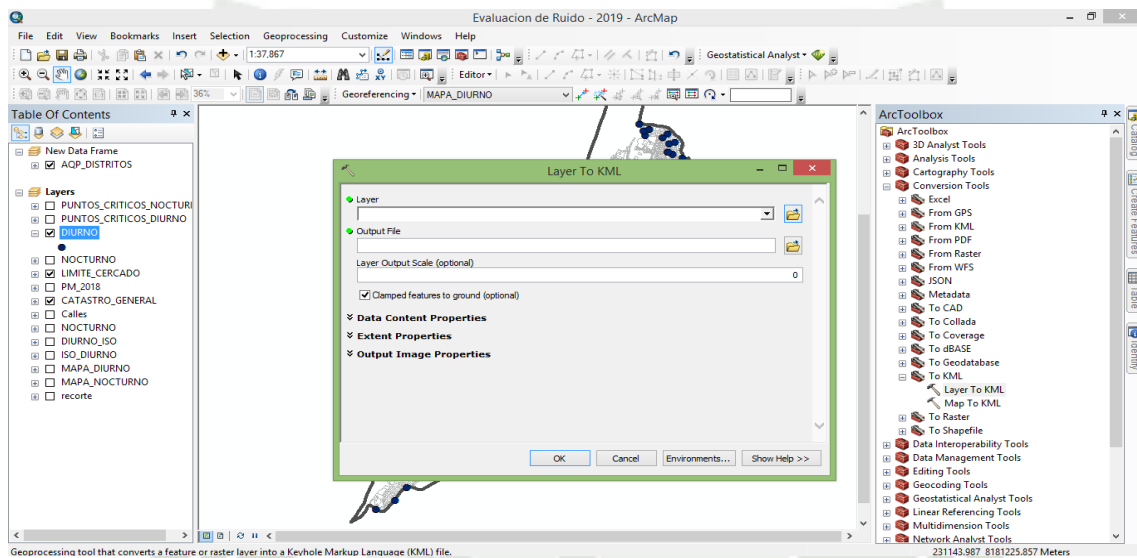 Evaluacion de Ruido - 2019 - ArcMap
File Edit View Bookmarks Insert Selection Geoprocessing Customize Windows Help
1:37,867
Geostatistical Analyst
Editor
36%
Georeferencing
MAPA_DIURNO
Table Of Contents
New Data Frame
AQP_DISTRITOS
Layers
PUNTOS_CRITICOS_NOCTURI
PUNTOS_CRITICOS_DIURNO
DIURNO
NOCTURNO
LIMITE_CERCADO
PM_2018
CATASTRO_GENERAL
Calles
NOCTURNO
DIURNO_ISO
ISO_DIURNO
MAPA_DIURNO
MAPA_NOCTURNO
recorte
Layer To KML
Layer
Output File
Layer Output Scale (optional)
0
Clamped features to ground (optional)
Data Content Properties
Extent Properties
Output Image Properties
OK Cancel Environments... Show Help >>
ArcToolbox
ArcToolbox
3D Analyst Tools
Analysis Tools
Cartography Tools
Conversion Tools
Excel
From GPS
From KML
From PDF
From Raster
From WFS
JSON
Metadata
To CAD
To Collada
To Coverage
To dBASE
To Geodatabase
To KML
Layer To KML
Map To KML
To Raster
To Shapefile
Data Interoperability Tools
Data Management Tools
Editing Tools
Geocoding Tools
Geostatistical Analyst Tools
Linear Referencing Tools
Multidimension Tools
Network Analyst Tools
Catalog
Create Features
Table
Identify
Geoprocessing tool that converts a feature or raster layer into a Keyhole Markup Language (KML) file.
231143.987 8181225.857 Meters